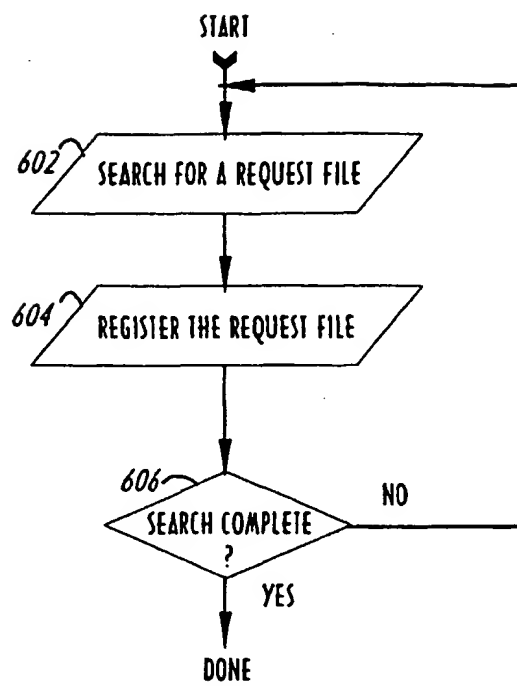 START
602
SEARCH FOR A REQUEST FILE
604
REGISTER THE REQUEST FILE
606
SEARCH COMPLETE
?
NO
YES
DONE